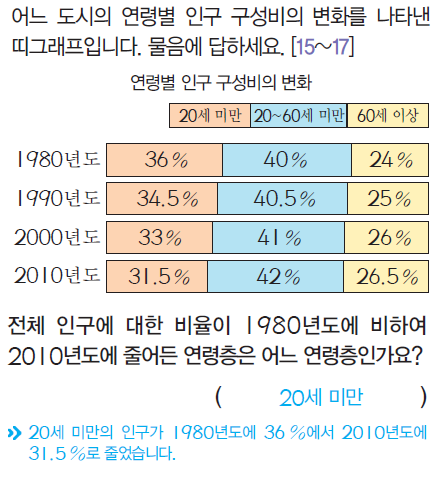 어느 도시의 연령별 인구 구성비의 변화를 나타낸
띠그래프입니다. 물음에 답하세요. [15~17]
연령별 인구 구성비의 변화
20세 미만 20~60세 미만 60세 이상
1980년도 36% 40% 24%
1990년도 34.5% 40.5% 25%
2000년도 33% 41% 26%
2010년도 31.5% 42% 26.5%
전체 인구에 대한 비율이 1980년도에 비하여
2010년도에 줄어든 연령층은 어느 연령층인가요?
( 20세 미만 )
20세 미만의 인구가 1980년도에 36 %에서 2010년도에
31.5 %로 줄었습니다.